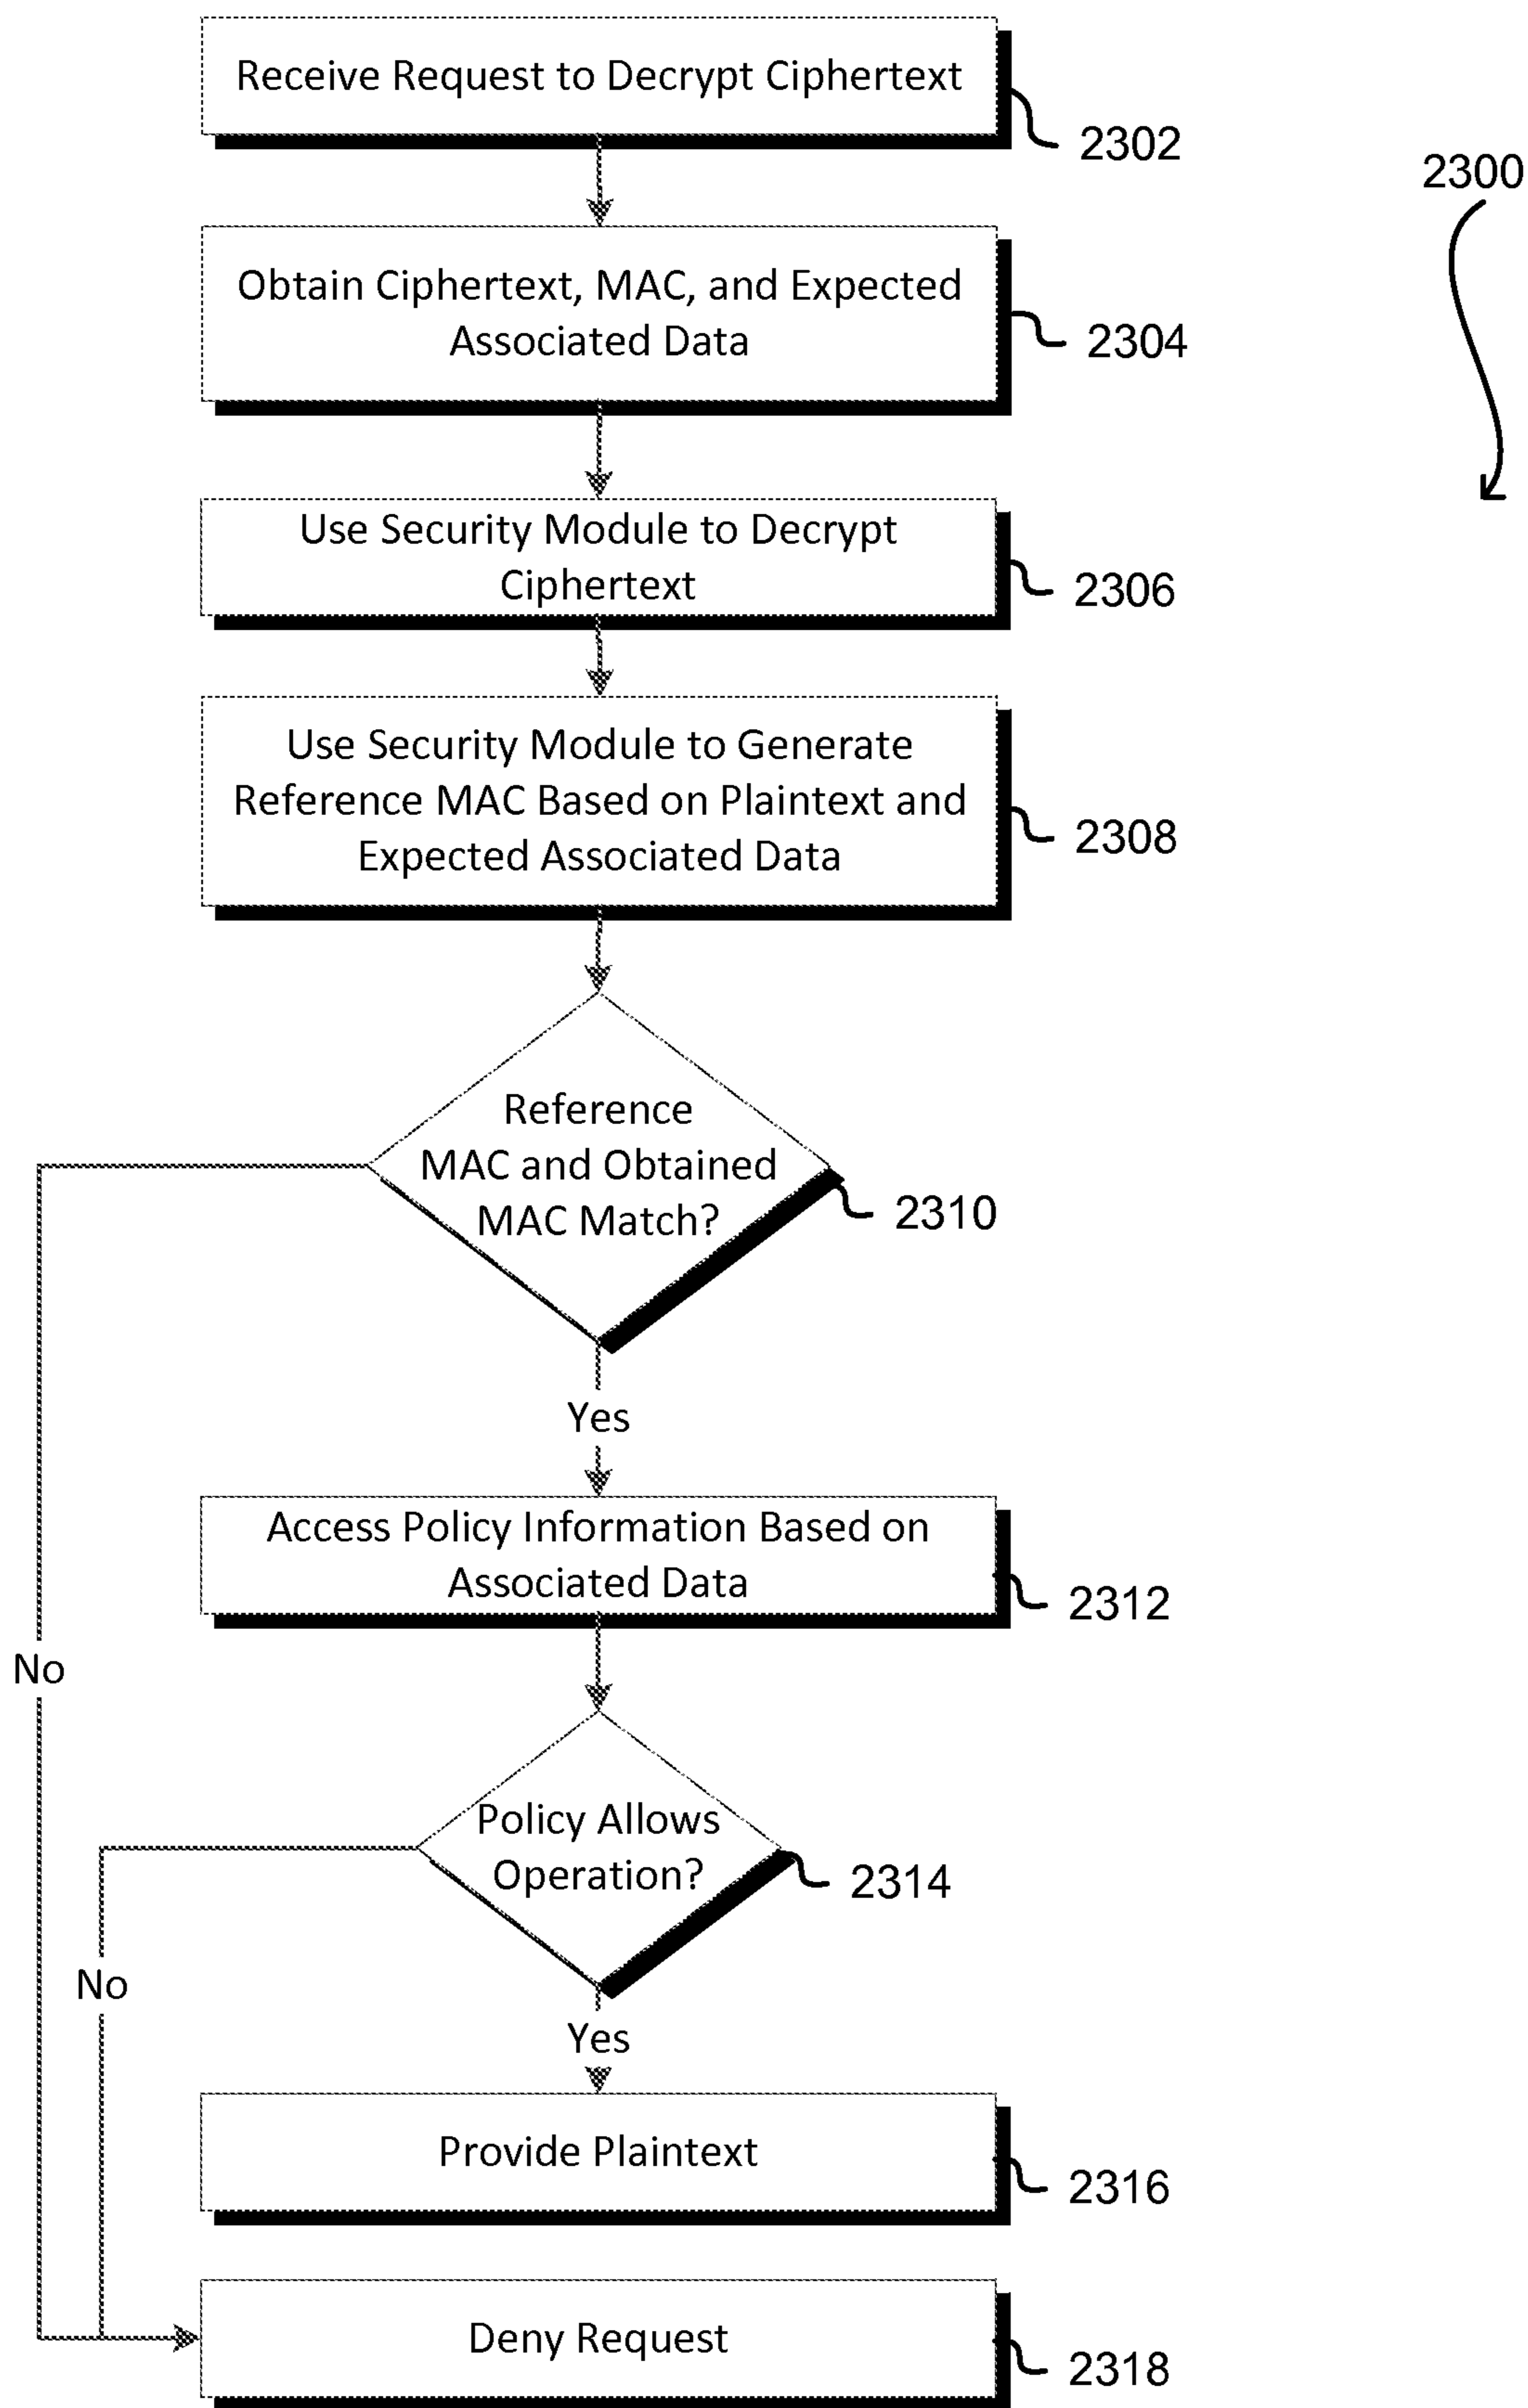 Receive Request to Decrypt Ciphertext
2302
2300
Obtain Ciphertext, MAC, and Expected
Associated Data
2304
Use Security Module to Decrypt
Ciphertext
2306
Use Security Module to Generate
Reference MAC Based on Plaintext and
Expected Associated Data
2308
Reference
MAC and Obtained
MAC Match?
2310
Yes
Access Policy Information Based on
Associated Data
2312
No
Policy Allows
Operation?
2314
No
Yes
Provide Plaintext
2316
Deny Request
2318